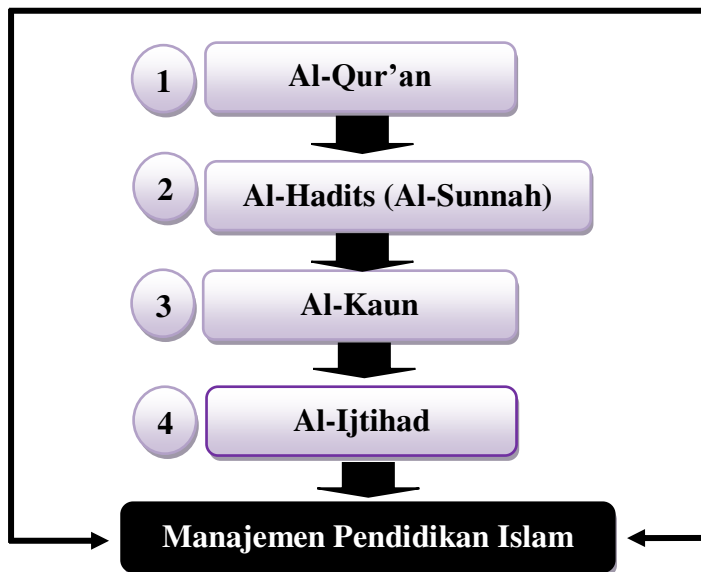 1 Al-Qur’an
2 Al-Hadits (Al-Sunnah)
3 Al-Kaun
4 Al-Ijtihad
Manajemen Pendidikan Islam